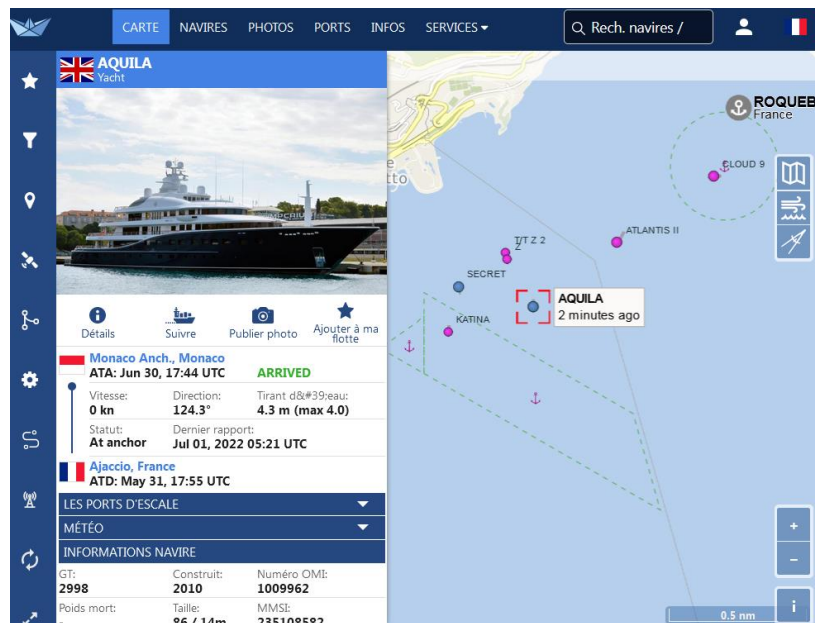 CARTE NAVIRES PHOTOS PORTS INFOS SERVICES
Rech. navires /
AQUILA
Yacht
Détails
Suivre
Publier photo
Ajouter à ma
flotte
Monaco Anch., Monaco
ATA: Jun 30, 17:44 UTC ARRIVED
Vitesse: Direction: Tirant d&#39;eau:
0 kn 124.3° 4.3 m (max 4.0)
Statut: Dernier rapport:
At anchor Jul 01, 2022 05:21 UTC
Ajaccio, France
ATD: May 31, 17:55 UTC
LES PORTS D'ESCALE
MÉTÉO
INFORMATIONS NAVIRE
GT: Construit: Numéro OMI:
2998 2010 1009962
Poids mort: Taille: MMSI:
- 86 / 14m 235108582
ROQUEB
France
CLOUD 9
ATLANTIS II
T/T Z 2
Z
SECRET
AQUILA
2 minutes ago
KATINA
+
−
i
0.5 nm